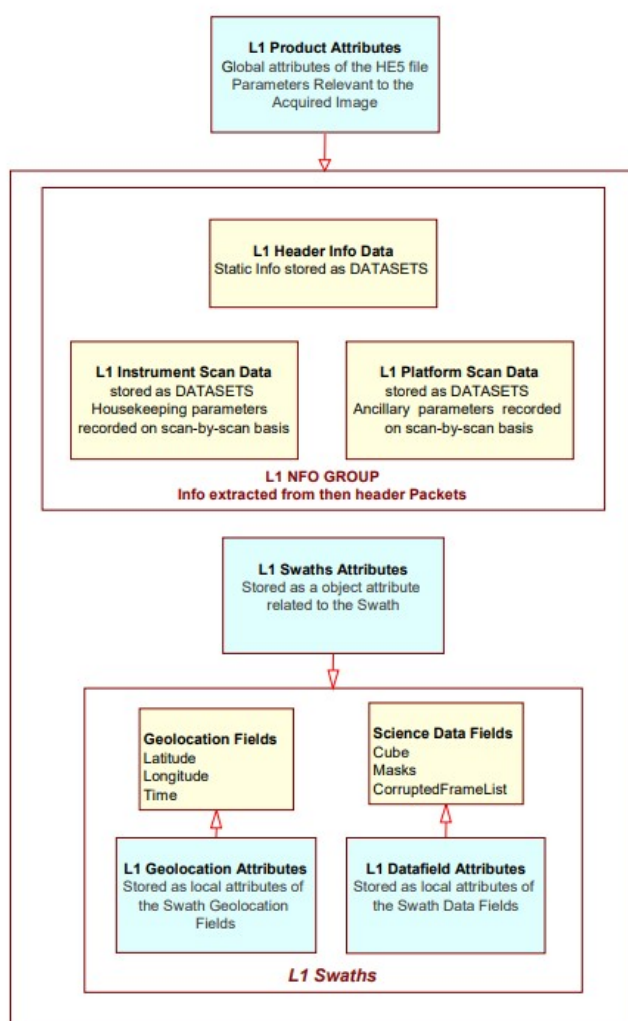 L1 Product Attributes
Global attributes of the HE5 file
Parameters Relevant to the
Acquired Image
L1 Header Info Data
Static Info stored as DATASETS
L1 Instrument Scan Data
stored as DATASETS
Housekeeping parameters
recorded on scan-by-scan basis
L1 Platform Scan Data
stored as DATASETS
Ancillary parameters recorded
on scan-by-scan basis
L1 NFO GROUP
Info extracted from then header Packets
L1 Swaths Attributes
Stored as a object attribute
related to the Swath
Geolocation Fields
Latitude
Longitude
Time
Science Data Fields
Cube
Masks
CorruptedFrameList
L1 Geolocation Attributes
Stored as local attributes of
the Swath Geolocation
Fields
L1 Datafield Attributes
Stored as local attributes of
the Swath Data Fields
L1 Swaths